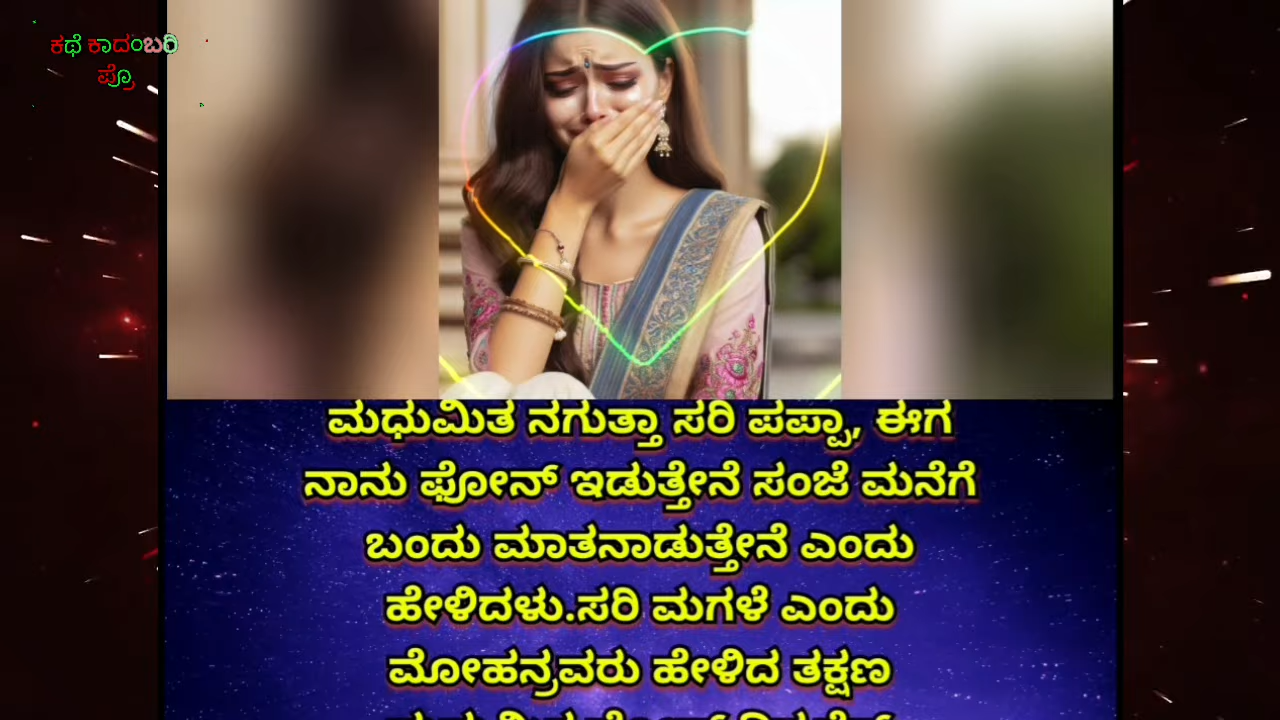 ಕಥೆ ಕಾದಂಬರಿ
ಪ್ರೊ
ಮಧುಮಿತ ನಗುತ್ತಾ ಸರಿ ಪಪ್ಪಾ, ಈಗ
ನಾನು ಫೋನ್ ಇಡುತ್ತೇನೆ ಸಂಜೆ ಮನೆಗೆ
ಬಂದು ಮಾತನಾಡುತ್ತೇನೆ ಎಂದು
ಹೇಳಿದಳು.ಸರಿ ಮಗಳೆ ಎಂದು
ಮೋಹನ್ರವರು ಹೇಳಿದ ತಕ್ಷಣ